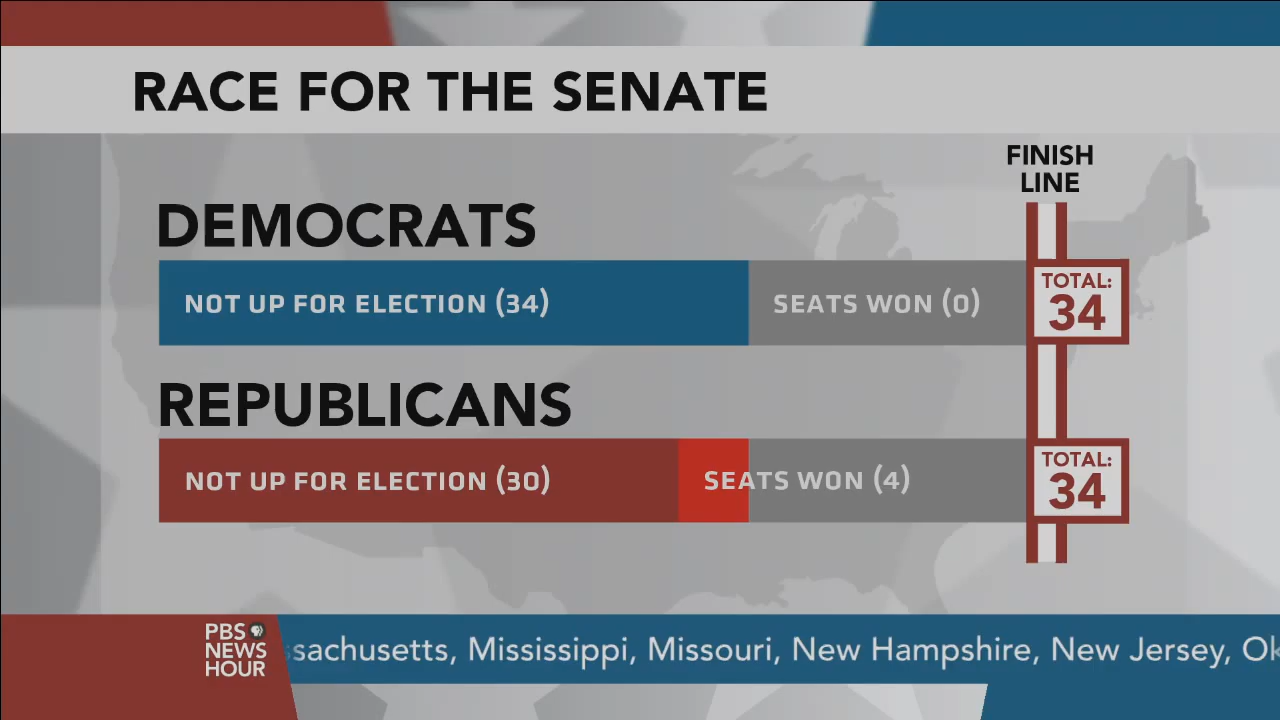 RACE FOR THE SENATE
FINISH
LINE
DEMOCRATS
NOT UP FOR ELECTION (34)
SEATS WON (0)
TOTAL:
34
REPUBLICANS
NOT UP FOR ELECTION (30)
SEATS WON (4)
TOTAL:
34
PBS
NEWS
HOUR
ssachusetts, Mississippi, Missouri, New Hampshire, New Jersey, Ok